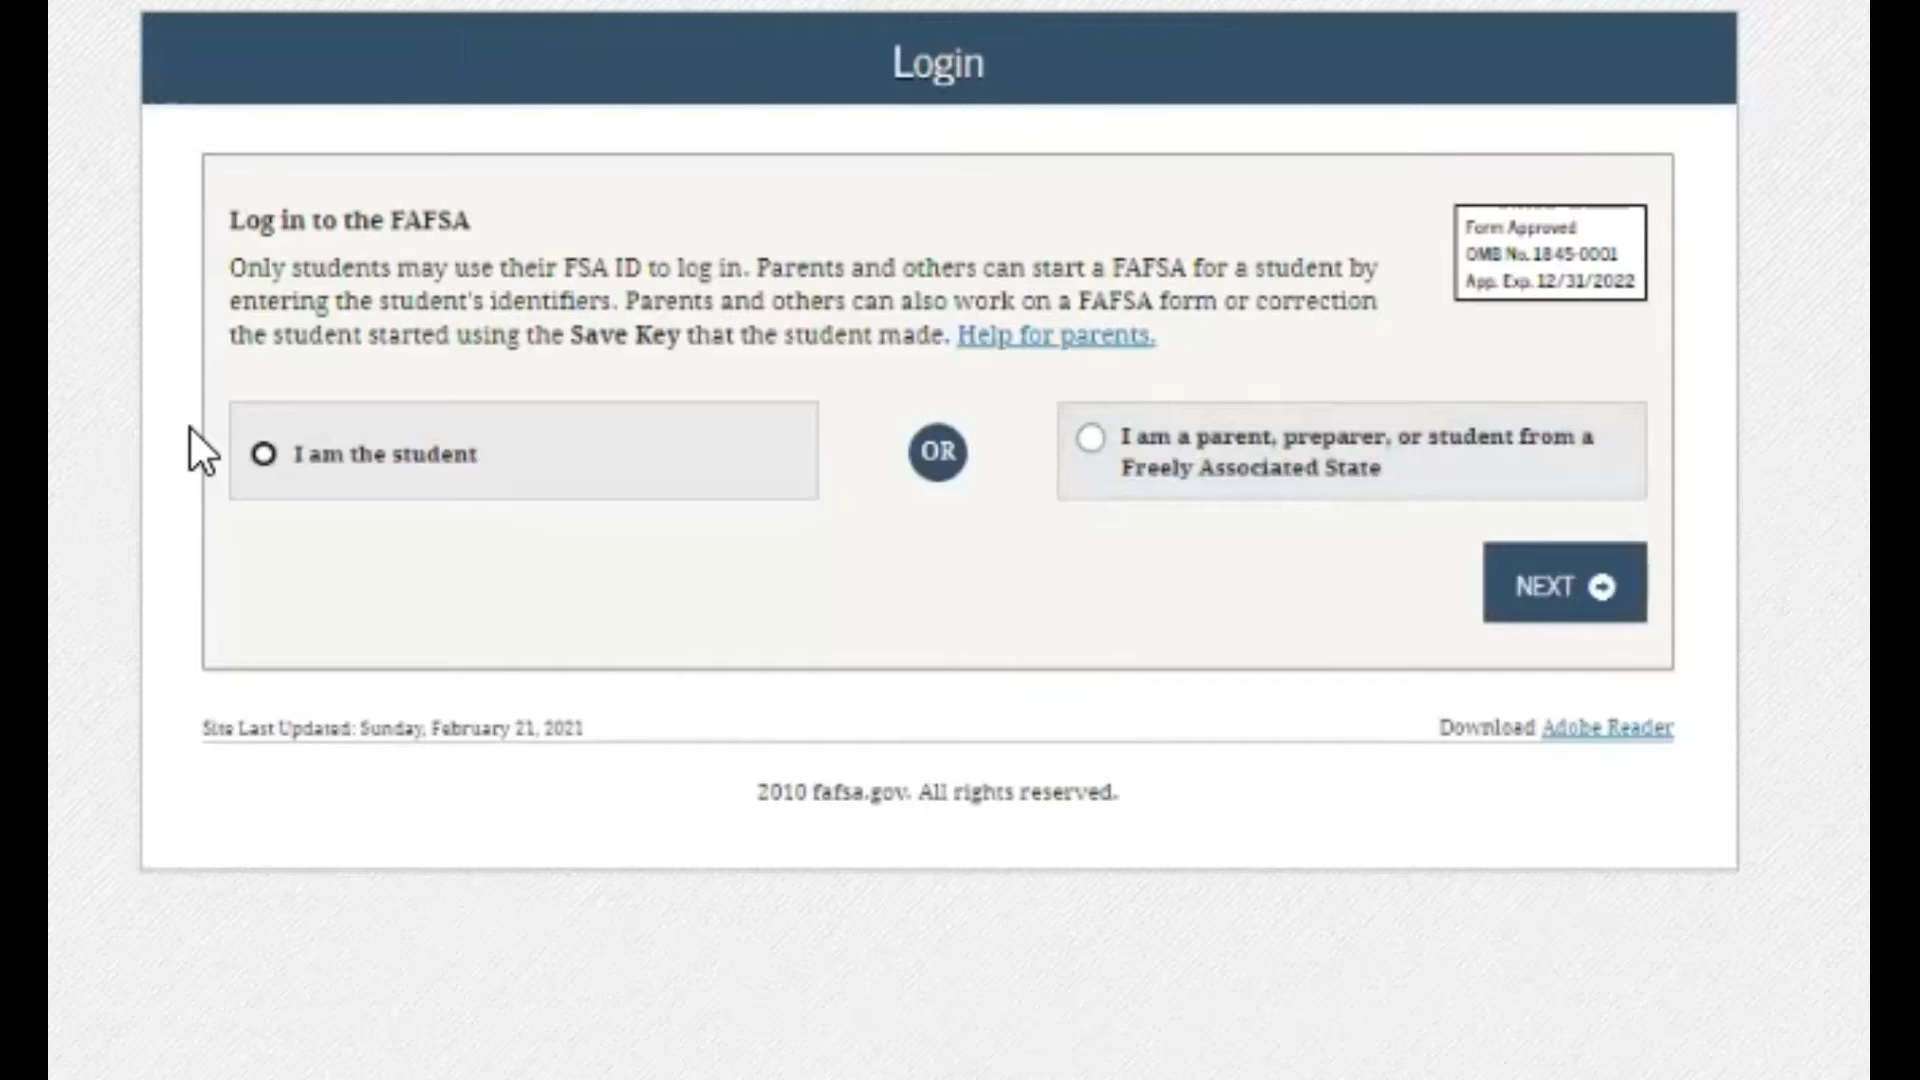 Login
Log in to the FAFSA
Only students may use their FSA ID to log in. Parents and others can start a FAFSA for a student by
entering the student's identifiers. Parents and others can also work on a FAFSA form or correction
the student started using the Save Key that the student made. Help for parents.
Form Approved
OMB No. 1845-0001
App. Exp. 12/31/2022
I am the student
OR
I am a parent, preparer, or student from a
Freely Associated State
NEXT
Site Last Updated: Sunday, February 21, 2021
Download Adobe Reader
2010 fafsa.gov. All rights reserved.